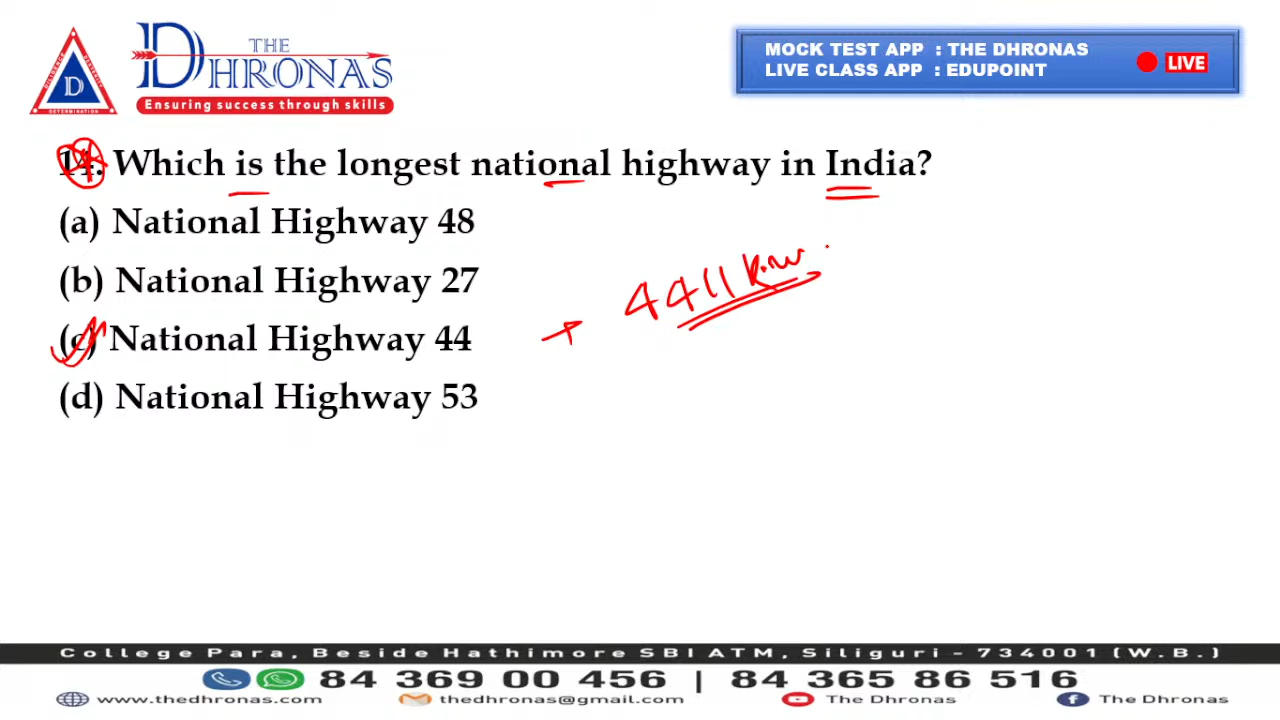 THE
DHRONAS
Ensuring success through skills
D
DETERMINATION
MOCK TEST APP : THE DHRONAS
LIVE CLASS APP : EDUPOINT
LIVE
14. Which is the longest national highway in India?
(a) National Highway 48
(b) National Highway 27
4411 km
(c) National Highway 44
(d) National Highway 53
College Para, Beside Hathimore SBI ATM, Siliguri - 734001 (W.B.)
84 369 00 456 | 84 365 86 516
www.thedhronas.com thedhronas@gmail.com The Dhronas The Dhronas